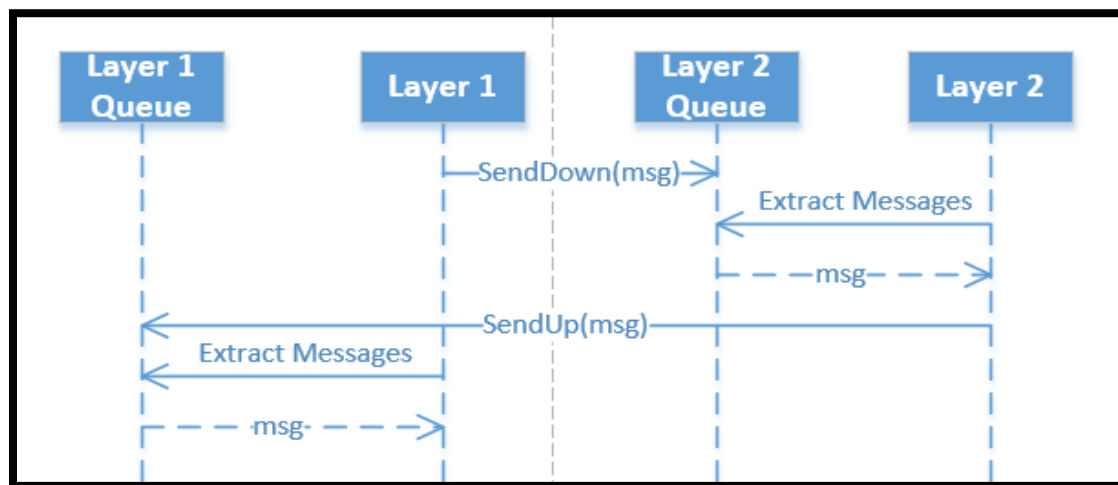 Layer 1
Queue
Layer 1
Layer 2
Queue
Layer 2
SendDown(msg)
Extract Messages
msg
SendUp(msg)
Extract Messages
msg